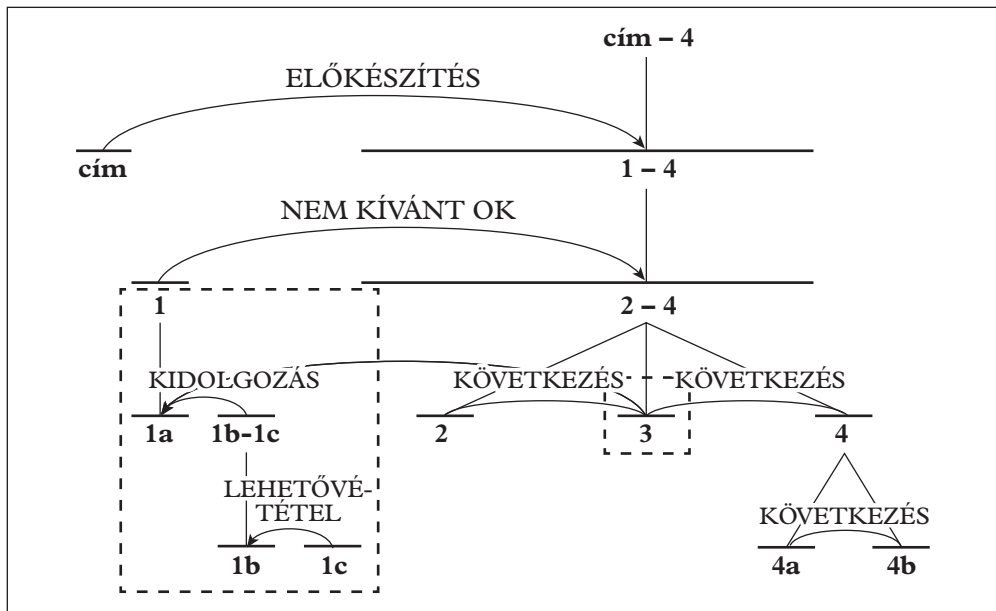 cím – 4
ELŐKÉSZÍTÉS
cím
1 – 4
NEM KÍVÁNT OK
1
2 – 4
KIDOLGOZÁS
KÖVETKEZÉS
KÖVETKEZÉS
1a
1b-1c
2
3
4
LEHETŐVÉ-
TÉTEL
KÖVETKEZÉS
1b
1c
4a
4b